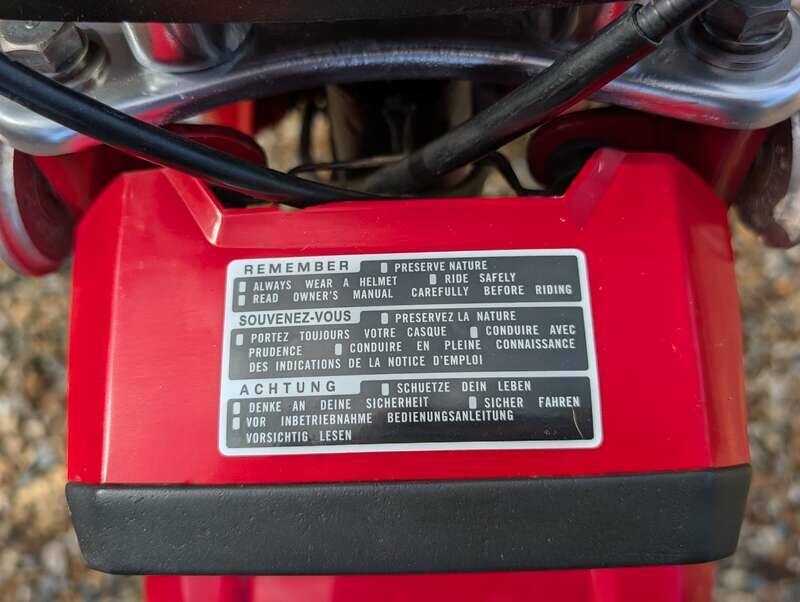 REMEMBER PRESERVE NATURE
ALWAYS WEAR A HELMET RIDE SAFELY
READ OWNER'S MANUAL CAREFULLY BEFORE RIDING
SOUVENEZ-VOUS PRESERVEZ LA NATURE
PORTEZ TOUJOURS VOTRE CASQUE CONDUIRE AVEC
PRUDENCE CONDUIRE EN PLEINE CONNAISSANCE
DES INDICATIONS DE LA NOTICE D'EMPLOI
ACHTUNG SCHUETZE DEIN LEBEN
DENKE AN DEINE SICHERHEIT SICHER FAHREN
VOR INBETRIEBNAHME BEDIENUNGSANLEITUNG
VORSICHTIG LESEN